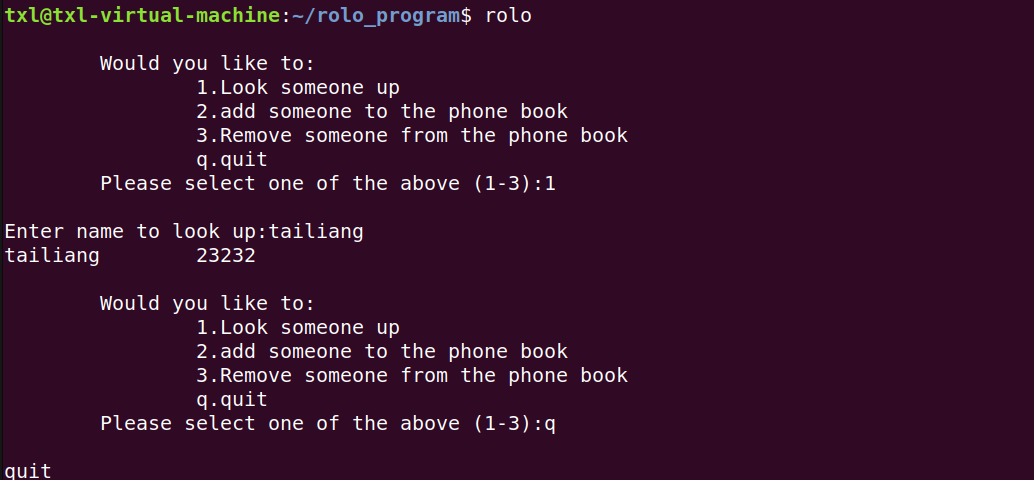 txl@txl-virtual-machine:~/rolo_program$ rolo
Would you like to:
1.Look someone up
2.add someone to the phone book
3.Remove someone from the phone book
q.quit
Please select one of the above (1-3):1
Enter name to look up:tailiang
tailiang 23232
Would you like to:
1.Look someone up
2.add someone to the phone book
3.Remove someone from the phone book
q.quit
Please select one of the above (1-3):q
quit